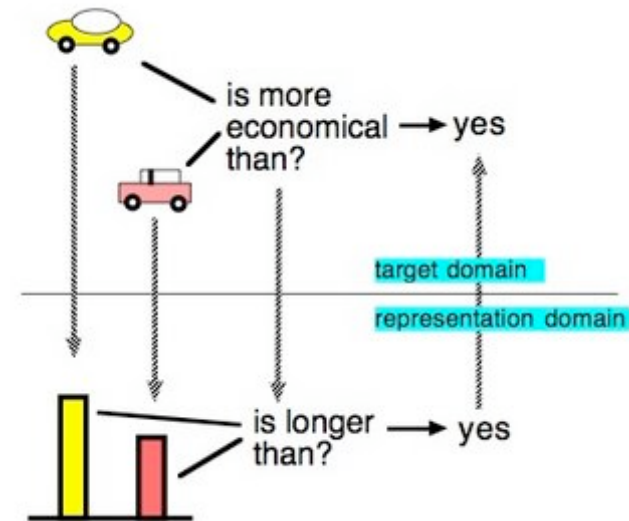 is more
economical
than?
yes
target domain
representation domain
is longer
than?
yes